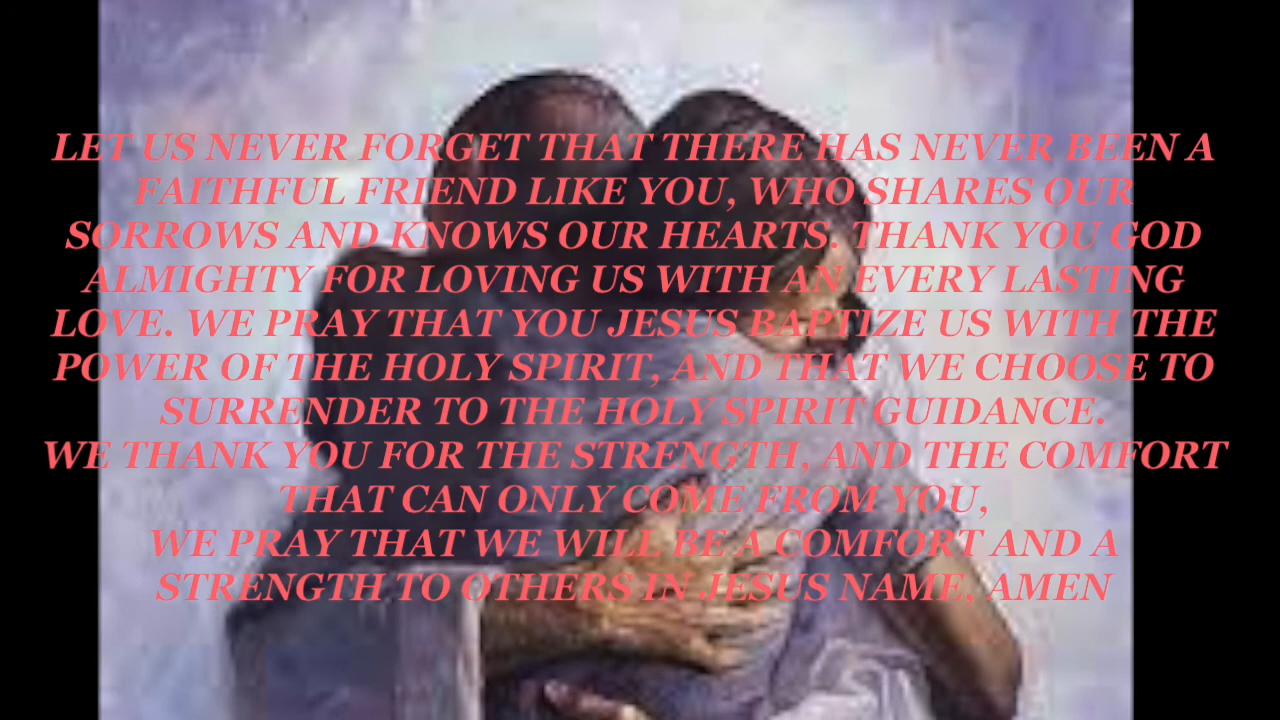 LET US NEVER FORGET THAT THERE HAS NEVER BEEN A
FAITHFUL FRIEND LIKE YOU, WHO SHARES OUR
SORROWS AND KNOWS OUR HEARTS. THANK YOU GOD
ALMIGHTY FOR LOVING US WITH AN EVERY LASTING
LOVE. WE PRAY THAT YOU JESUS BAPTIZE US WITH THE
POWER OF THE HOLY SPIRIT, AND THAT WE CHOOSE TO
SURRENDER TO THE HOLY SPIRIT GUIDANCE.
WE THANK YOU FOR THE STRENGTH, AND THE COMFORT
THAT CAN ONLY COME FROM YOU,
WE PRAY THAT WE WILL BE A COMFORT AND A
STRENGTH TO OTHERS IN JESUS NAME, AMEN